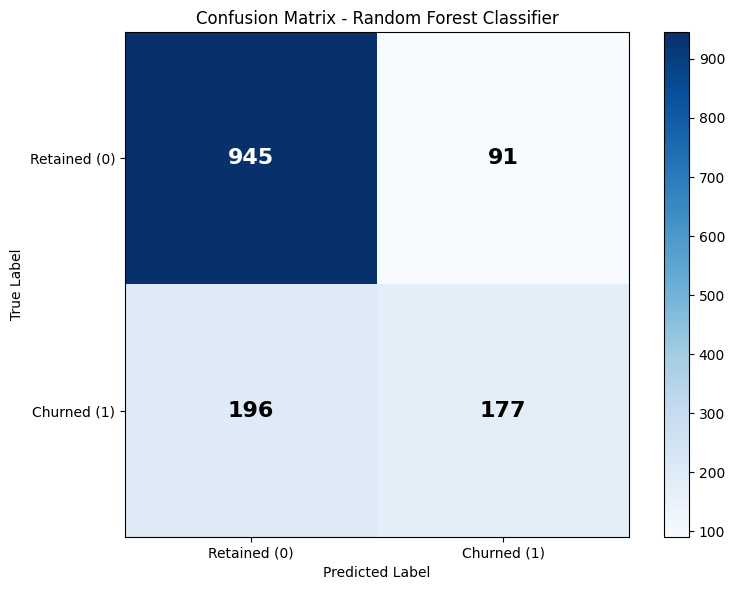 Confusion Matrix - Random Forest Classifier
Retained (0)
945
91
Churned (1)
196
177
True Label
Retained (0)
Churned (1)
Predicted Label
900
800
700
600
500
400
300
200
100